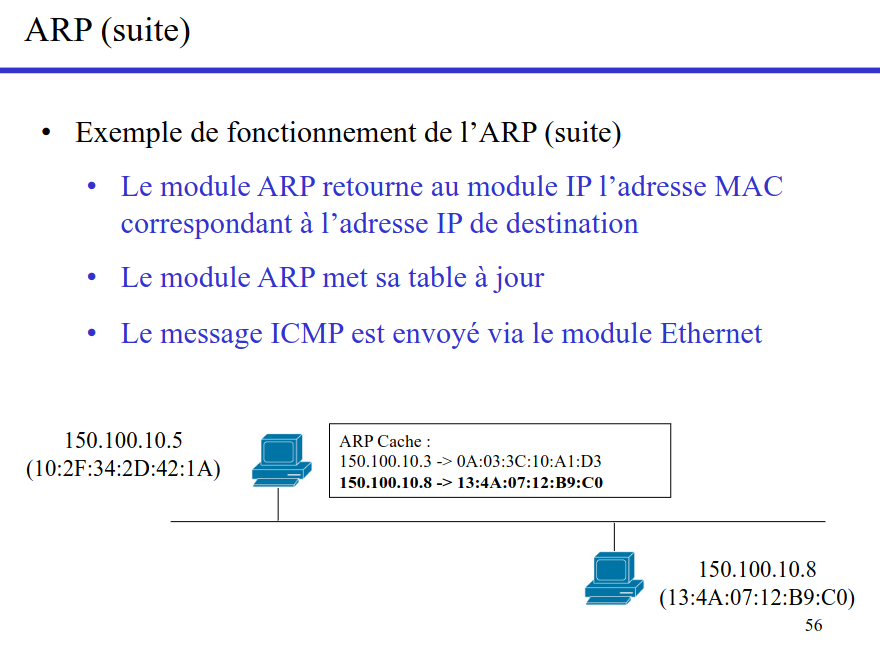 ARP (suite)
• Exemple de fonctionnement de l’ARP (suite)
• Le module ARP retourne au module IP l’adresse MAC
correspondant à l’adresse IP de destination
• Le module ARP met sa table à jour
• Le message ICMP est envoyé via le module Ethernet
150.100.10.5
(10:2F:34:2D:42:1A)
ARP Cache :
150.100.10.3 -> 0A:03:3C:10:A1:D3
150.100.10.8 -> 13:4A:07:12:B9:C0
150.100.10.8
(13:4A:07:12:B9:C0)
56